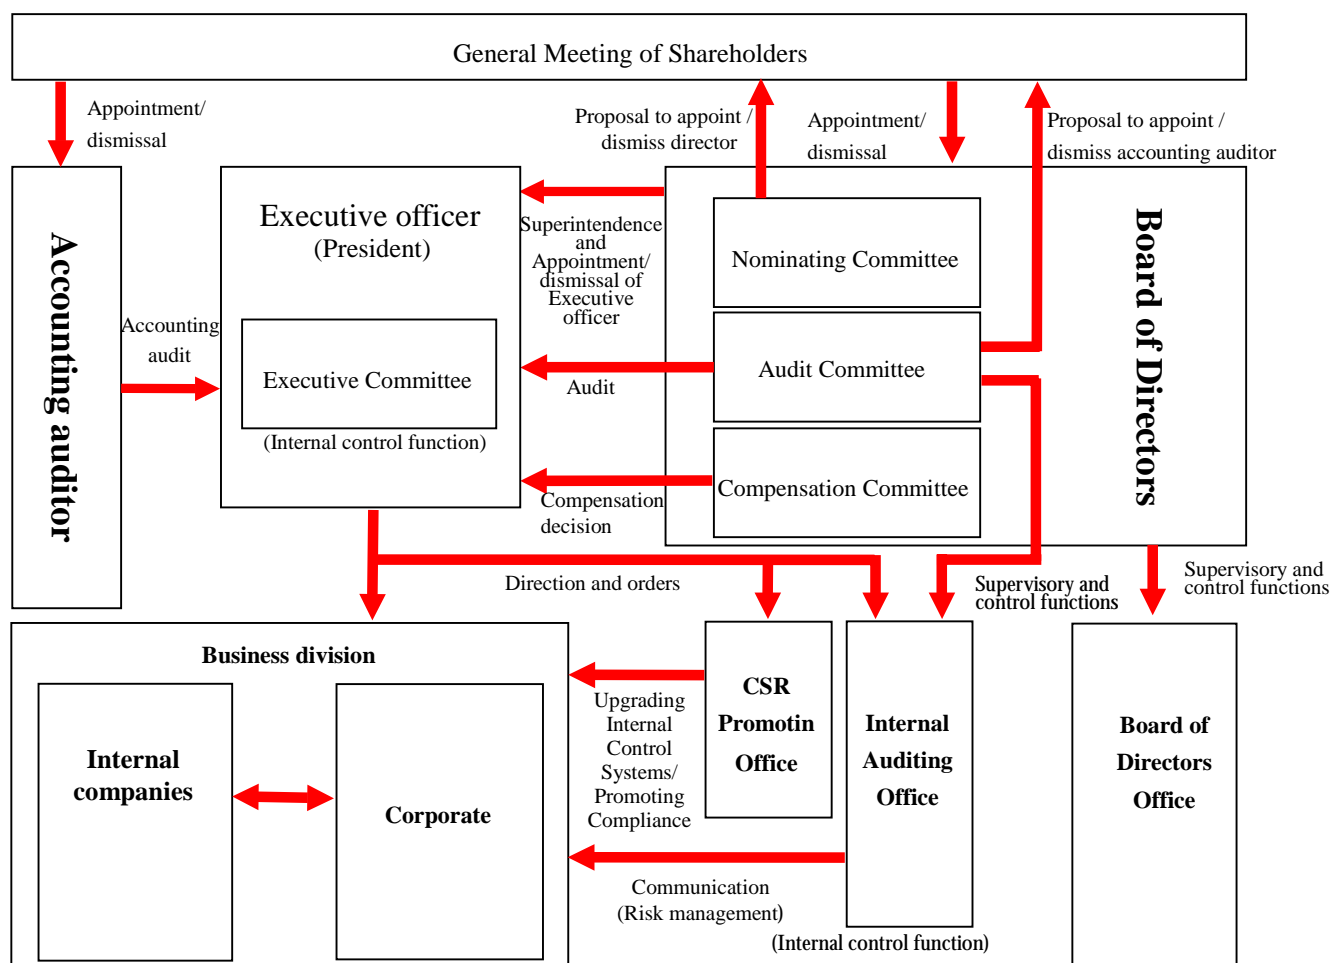 General Meeting of Shareholders
Appointment/
dismissal
Proposal to appoint /
dismiss director
Appointment/
dismissal
Proposal to appoint /
dismiss accounting auditor
Accounting auditor
Accounting
audit
Executive officer
(President)
Executive Committee
(Internal control function)
Superintendence
and
Appointment/
dismissal of
Executive
officer
Audit
Compensation
decision
Nominating Committee
Audit Committee
Compensation Committee
Board of Directors
Direction and orders
Supervisory and
control functions
Supervisory and
control functions
Business division
Internal
companies
Corporate
Upgrading
Internal
Control
Systems/
Promoting
Compliance
CSR
Promotin
Office
Internal
Auditing
Office
Board of
Directors
Office
Communication
(Risk management)
(Internal control function)